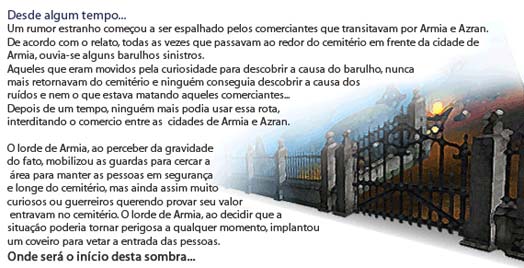 Desde algum tempo...
Um rumor estranho começou a ser espalhado pelos comerciantes que transitavam por Armia e Azran.
De acordo com o relato, todas as vezes que passavam ao redor do cemitério em frente da cidade de
Armia, ouvia-se alguns barulhos sinistros.
Aqueles que eram movidos pela curiosidade para descobrir a causa do barulho, nunca
mais retornavam do cemitério e ninguém conseguia descobrir a causa dos
ruídos e nem o que estava matando aqueles comerciantes...
Depois de um tempo, ninguém mais podia usar essa rota,
interditando o comercio entre as cidades de Armia e Azran.
O lorde de Armia, ao perceber da gravidade
do fato, mobilizou as guardas para cercar a
área para manter as pessoas em segurança
e longe do cemitério, mas ainda assim muito
curiosos ou guerreiros querendo provar seu valor
entravam no cemitério. O lorde de Armia, ao decidir que a
situação poderia tornar perigosa a qualquer momento, implantou
um coveiro para vetar a entrada das pessoas.
Onde será o início desta sombra...